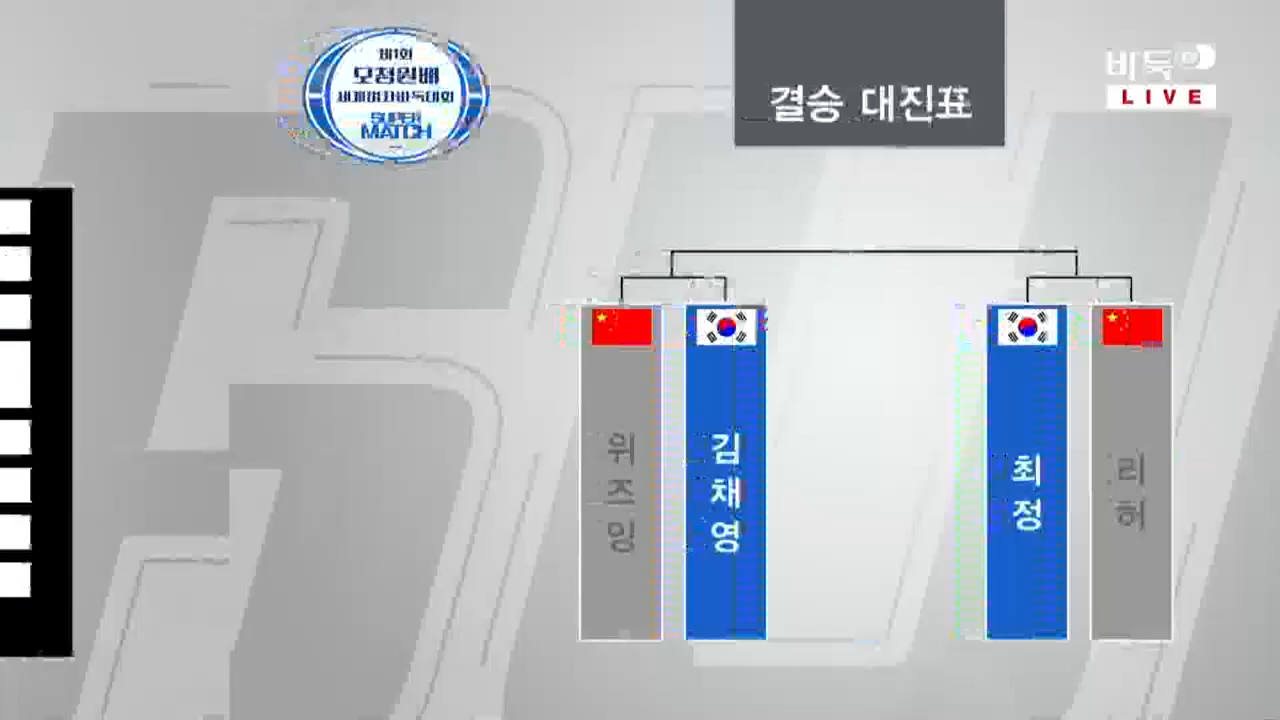 제1회
오청원배
세계여자바둑대회
SUPER
MATCH
결승 대진표
바둑
LIVE
위즈잉
김채영
최정
리허